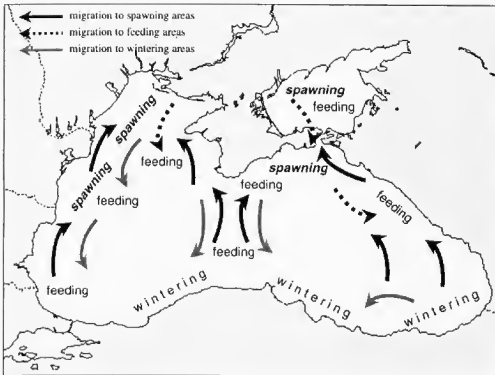 migration to spawning areas
migration to feeding areas
migration to wintering areas
spawning
feeding
spawning
feeding
spawning
feeding
spawning
feeding
feeding
feeding
feeding
feeding
wintering
wintering
wintering